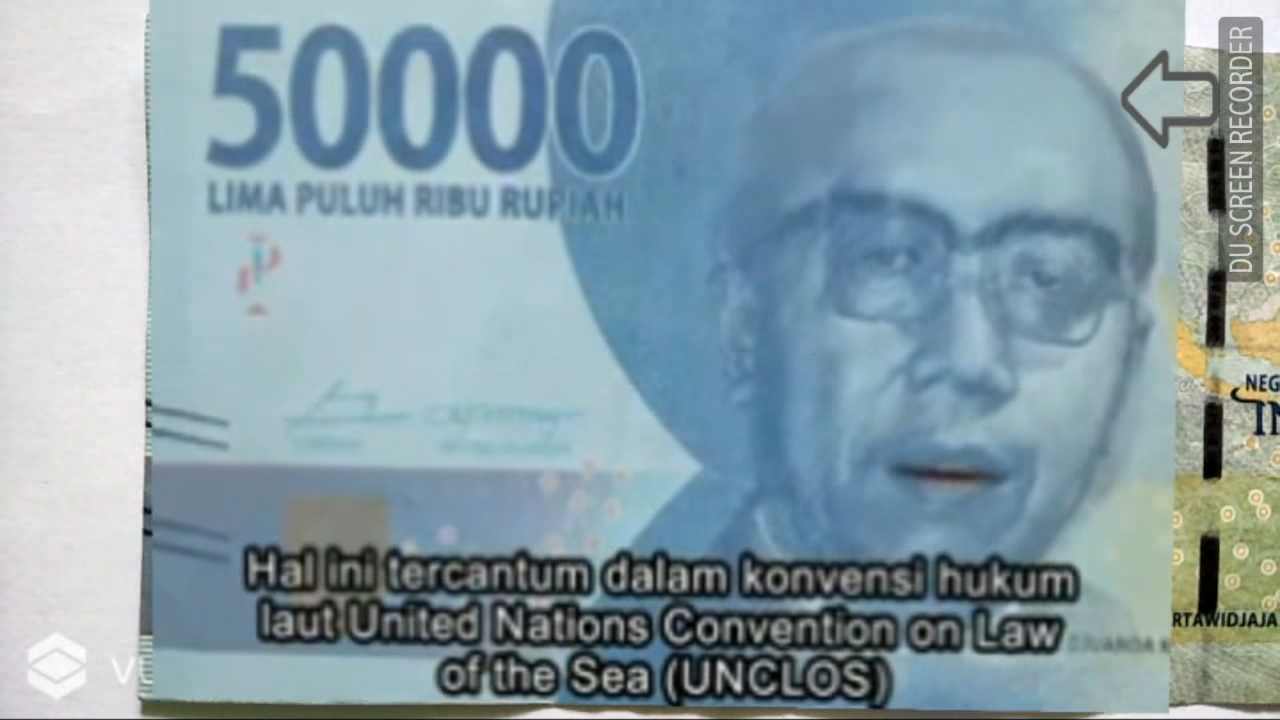 50000
LIMA PULUH RIBU RUPIAH
DU SCREEN RECORDER
NEG
RTAWIDJAJA
DJUANDA K
Hal ini tercantum dalam konvensi hukum
laut United Nations Convention on Law
of the Sea (UNCLOS)